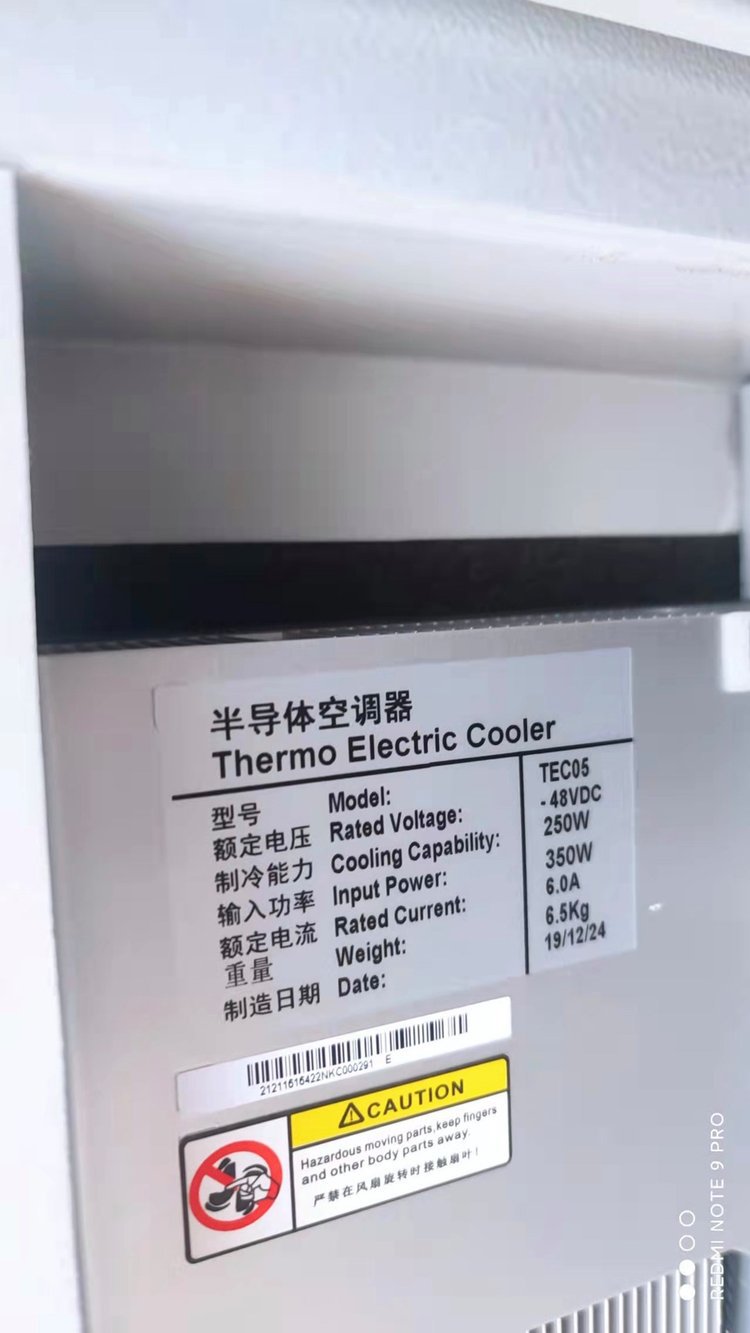 半导体空调器
Thermo Electric Cooler
型号 Model: TEC05
额定电压 Rated Voltage: - 48VDC
制冷能力 Cooling Capability: 250W
输入功率 Input Power: 350W
额定电流 Rated Current: 6.0A
重量 Weight: 6.5Kg
制造日期 Date: 19/12/24
21211616422NKC000291 E
CAUTION
Hazardous moving parts,keep fingers
and other body parts away.
严禁在风扇旋转时接触扇叶!
REDMI NOTE 9 PRO